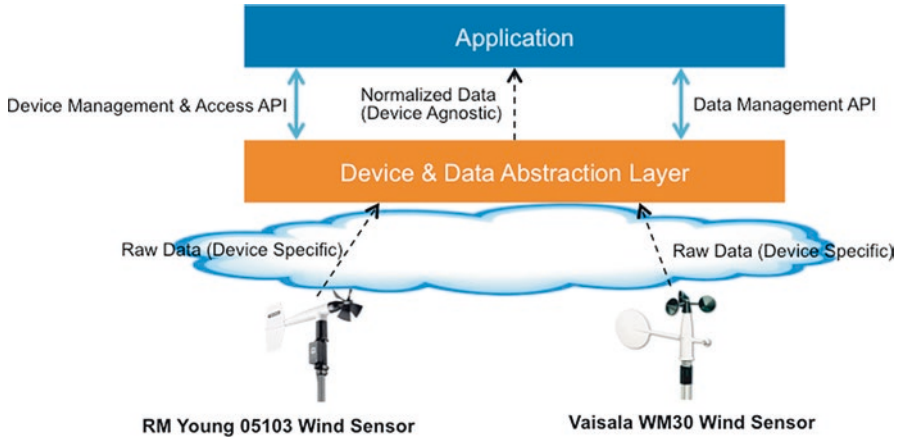 Application
Device Management & Access API
Normalized Data
(Device Agnostic)
Data Management API
Device & Data Abstraction Layer
Raw Data (Device Specific)
Raw Data (Device Specific)
RM Young 05103 Wind Sensor
Vaisala WM30 Wind Sensor